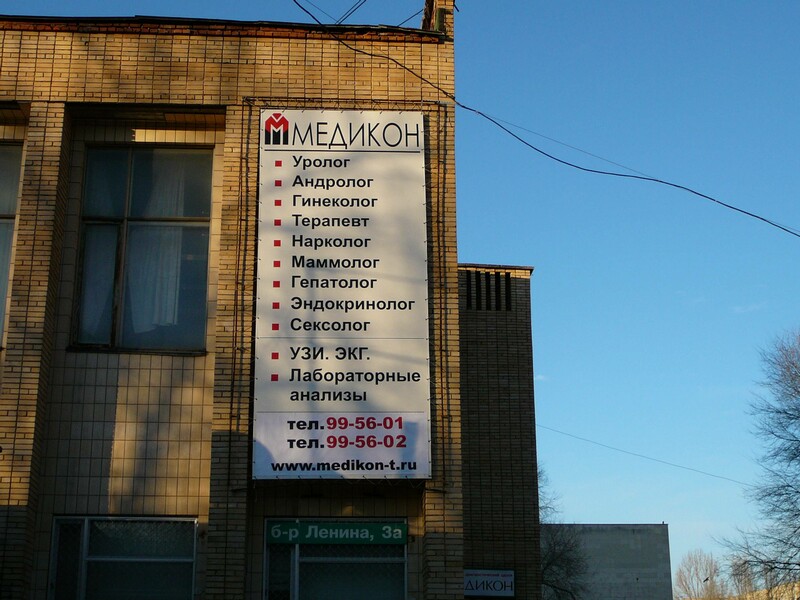 МЕДИКОН
Уролог
Андролог
Гинеколог
Терапевт
Нарколог
Маммолог
Гепатолог
Эндокринолог
Сексолог
УЗИ. ЭКГ.
Лабораторные
анализы
тел.99-56-01
тел.99-56-02
www.medikon-t.ru
б-р Ленина, 3а
ДИКОН